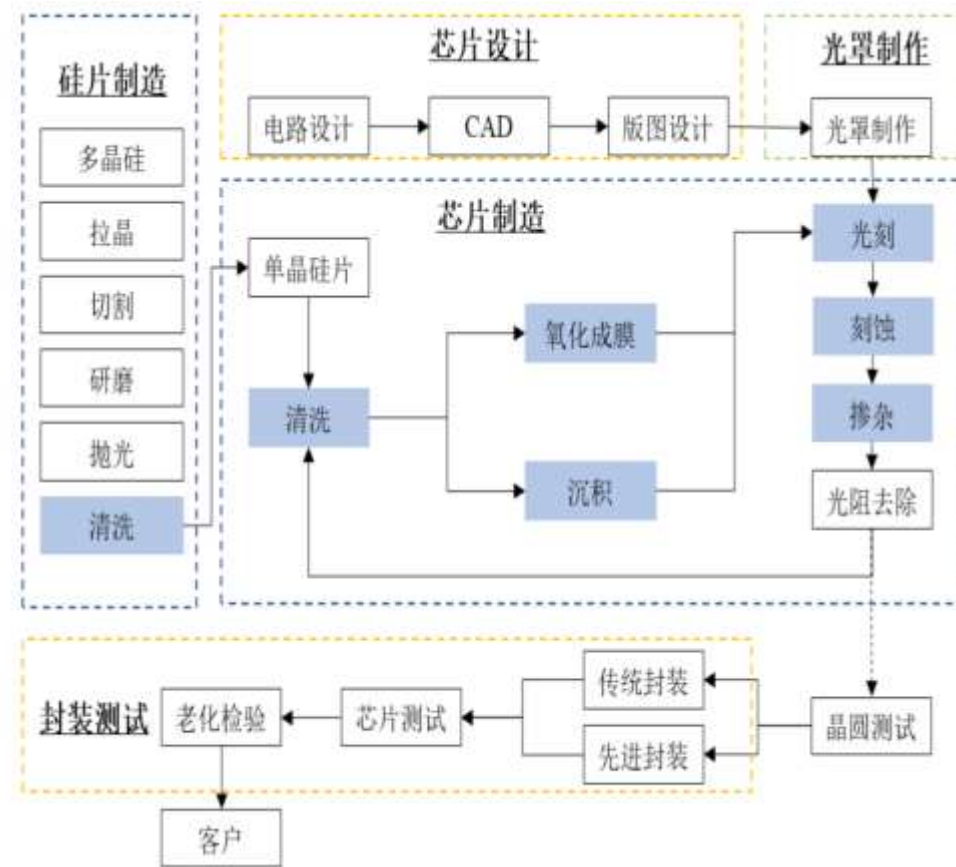 硅片制造
多晶硅
拉晶
切割
研磨
抛光
清洗
芯片设计
电路设计
CAD
版图设计
光罩制作
光罩制作
芯片制造
单晶硅片
清洗
氧化成膜
沉积
光刻
刻蚀
掺杂
光阻去除
晶圆测试
封装测试
传统封装
先进封装
芯片测试
老化检验
客户